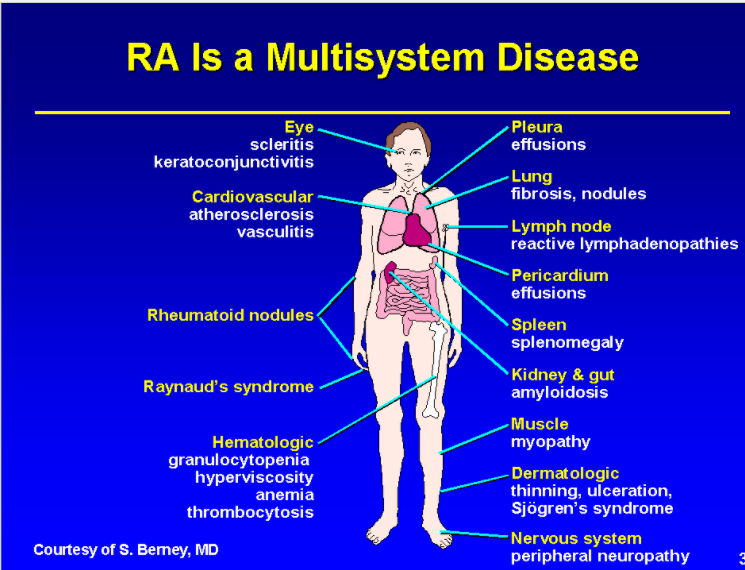 RA Is a Multisystem Disease
Eye
scleritis
keratoconjunctivitis
Cardiovascular
atherosclerosis
vasculitis
Rheumatoid nodules
Raynaud's syndrome
Hematologic
granulocytopenia
hyperviscosity
anemia
thrombocytosis
Pleura
effusions
Lung
fibrosis, nodules
Lymph node
reactive lymphadenopathies
Pericardium
effusions
Spleen
splenomegaly
Kidney & gut
amyloidosis
Muscle
myopathy
Dermatologic
thinning, ulceration,
Sjögren's syndrome
Nervous system
peripheral neuropathy
Courtesy of S. Berney, MD
3